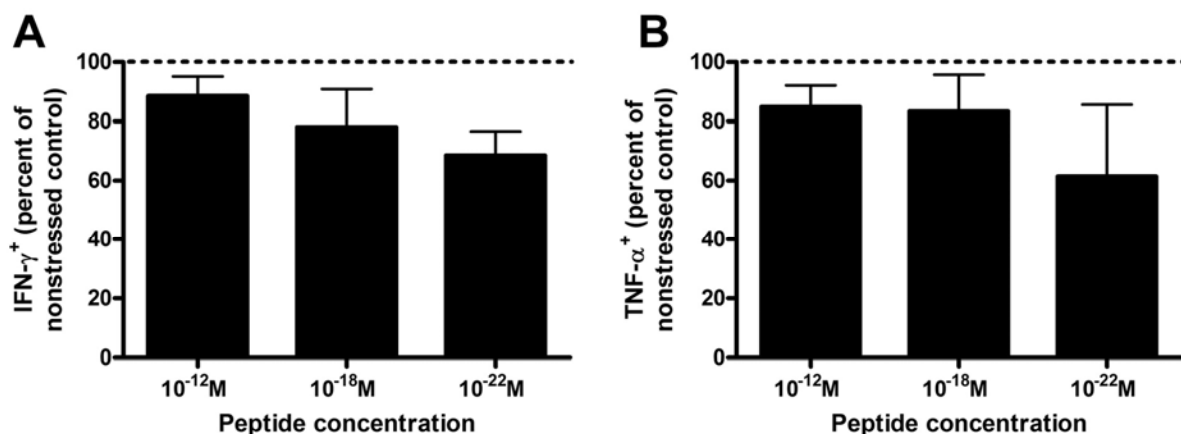 A
100
80
60
40
20
0
IFN-γ⁺ (percent of
nonstressed control)
10⁻¹²M
10⁻¹⁸M
10⁻²²M
Peptide concentration
B
100
80
60
40
20
0
TNF-α⁺ (percent of
nonstressed control)
10⁻¹²M
10⁻¹⁸M
10⁻²²M
Peptide concentration